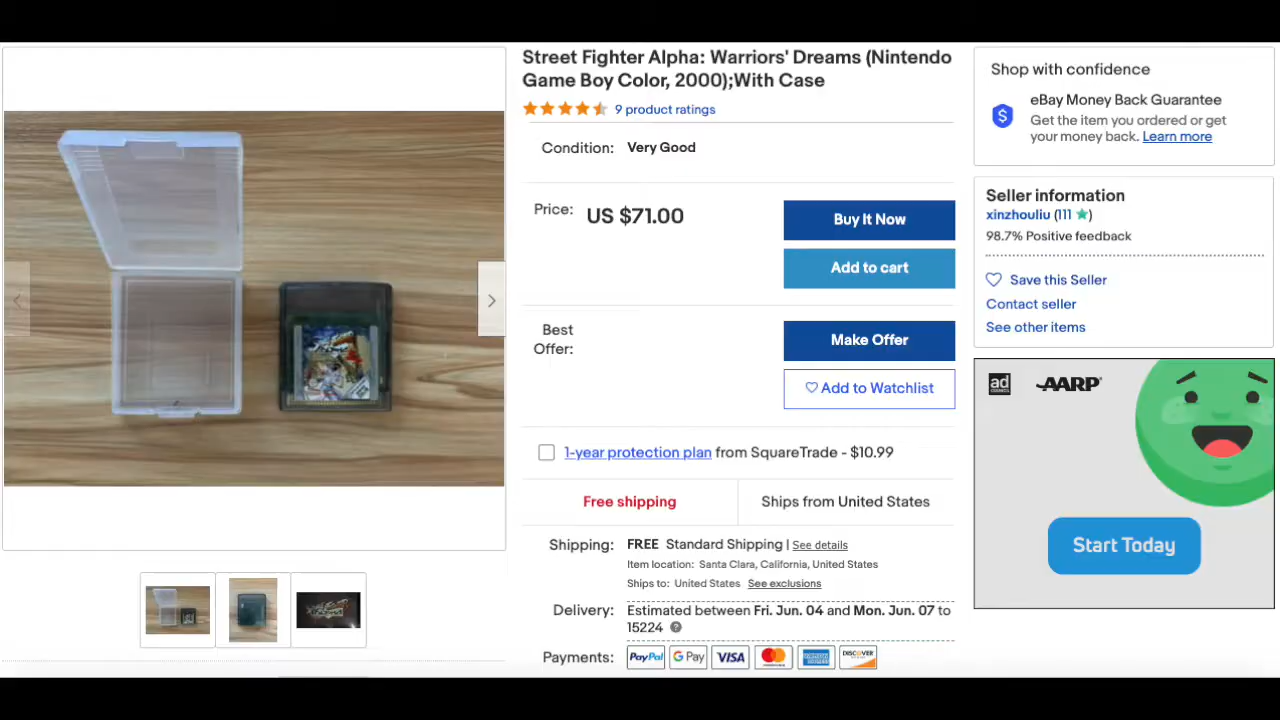 Street Fighter Alpha: Warriors' Dreams (Nintendo
Game Boy Color, 2000);With Case
9 product ratings
Condition: Very Good
Price: US $71.00
Buy It Now
Add to cart
Best
Offer:
Make Offer
Add to Watchlist
1-year protection plan from SquareTrade - $10.99
Free shipping
Ships from United States
Shipping: FREE Standard Shipping | See details
Item location: Santa Clara, California, United States
Ships to: United States See exclusions
Delivery: Estimated between Fri. Jun. 04 and Mon. Jun. 07 to
15224 ?
Payments: PayPal G Pay VISA DISCOVER
Shop with confidence
$ eBay Money Back Guarantee
Get the item you ordered or get
your money back. Learn more
Seller information
xinzhouliu (111 ★)
98.7% Positive feedback
Save this Seller
Contact seller
See other items
ad AARP
Start Today